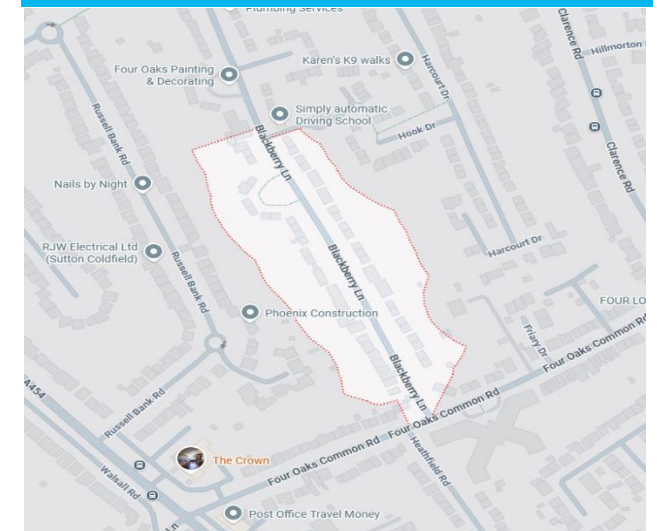 Plumbing Services
Karen's K9 walks
Four Oaks Painting
& Decorating
Harcourt Dr
Clarence Rd
Hillmorton
Simply automatic
Driving School
Russell Bank Rd
Blackberry Ln
Hook Dr
Clarence Rd
Nails by Night
RJW Electrical Ltd
(Sutton Coldfield)
Russell Bank Rd
Blackberry Ln
Harcourt Dr
Phoenix Construction
FOUR LO
Friary Dr
Four Oaks Common Rd
Blackberry Ln
A454
Russell Bank Rd
Four Oaks Common Rd
Four Oaks Common Rd
Heathfield Rd
The Crown
Walsall Rd
Post Office Travel Money
Ln